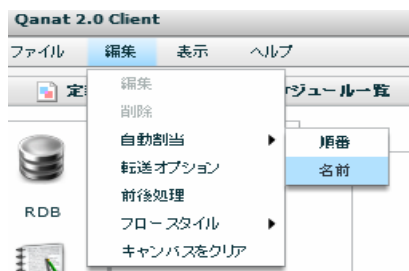 Qanat 2.0 Client
ファイル 編集 表示 ヘルプ
編集
削除
自動割当
転送オプション
前後処理
フロースタイル
キャンバスをクリア
順番
名前
定
ジュール一覧
RDB